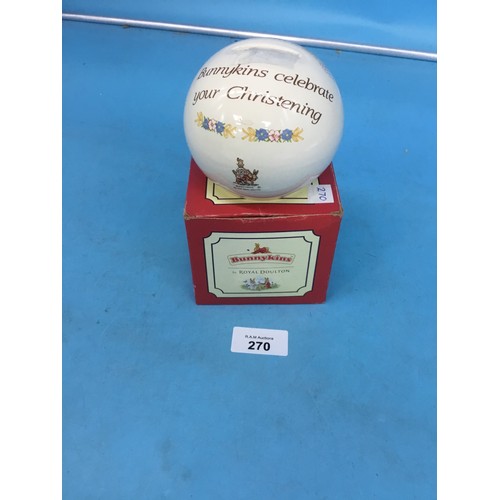 Bunnykins celebrate
your Christening
270
Bunnykins
by ROYAL DOULTON
R.A.M Auctions
270